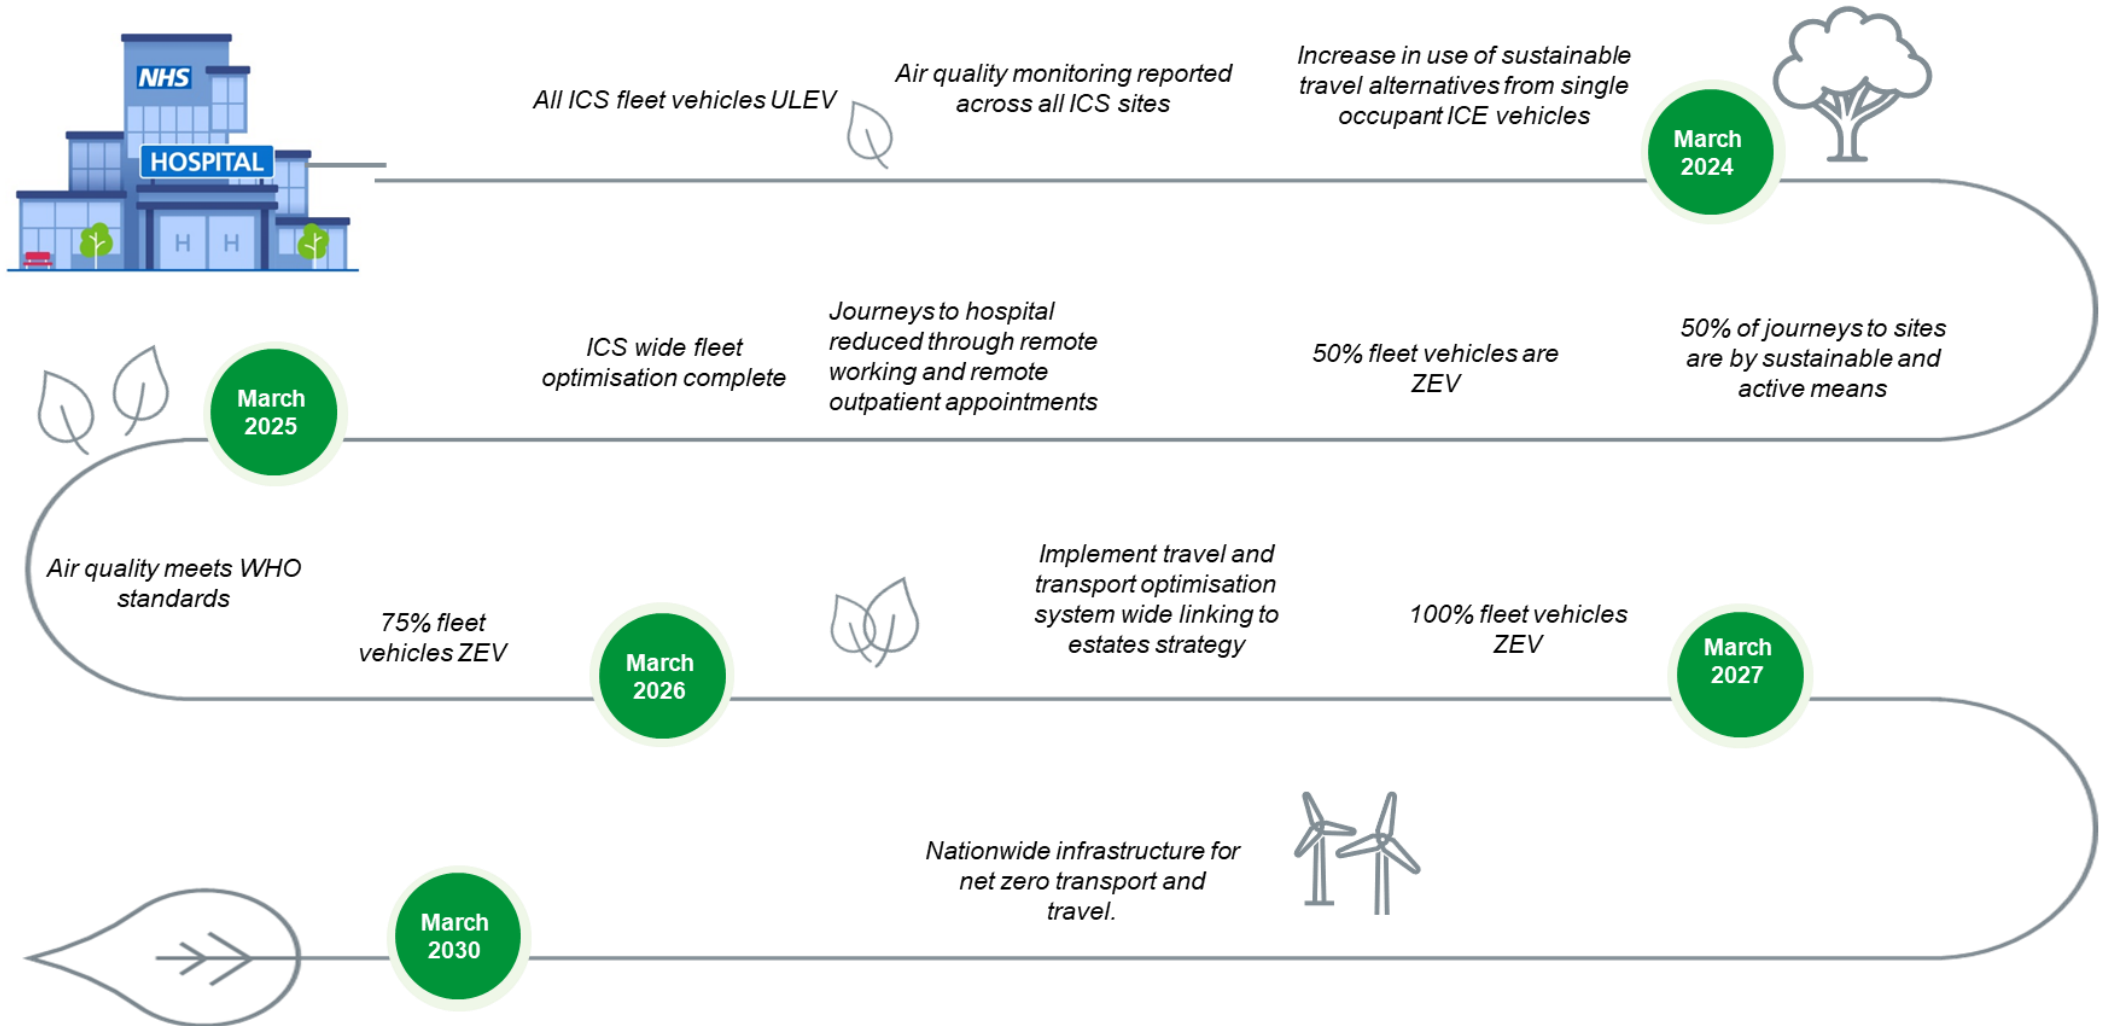 NHS
HOSPITAL
H H
All ICS fleet vehicles ULEV
Air quality monitoring reported
across all ICS sites
Increase in use of sustainable
travel alternatives from single
occupant ICE vehicles
March
2024
50% of journeys to sites
are by sustainable and
active means
50% fleet vehicles are
ZEV
Journeys to hospital
reduced through remote
working and remote
outpatient appointments
ICS wide fleet
optimisation complete
March
2025
Air quality meets WHO
standards
75% fleet
vehicles ZEV
March
2026
Implement travel and
transport optimisation
system wide linking to
estates strategy
100% fleet vehicles
ZEV
March
2027
Nationwide infrastructure for
net zero transport and
travel.
March
2030